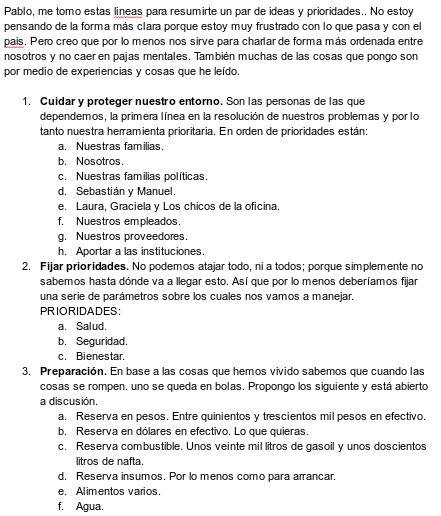 Pablo, me tomo estas lineas para resumirte un par de ideas y prioridades.. No estoy
pensando de la forma más clara porque estoy muy frustrado con lo que pasa y con el
pais. Pero creo que por lo menos nos sirve para charlar de forma más ordenada entre
nosotros y no caer en pajas mentales. También muchas de las cosas que pongo son
por medio de experiencias y cosas que he leído.
1. Cuidar y proteger nuestro entorno. Son las personas de las que
dependemos, la primera línea en la resolución de nuestros problemas y por lo
tanto nuestra herramienta prioritaria. En orden de prioridades están:
a. Nuestras familias.
b. Nosotros.
c. Nuestras familias políticas.
d. Sebastián y Manuel.
e. Laura, Graciela y Los chicos de la oficina.
f. Nuestros empleados.
g. Nuestros proveedores.
h. Aportar a las instituciones.
2. Fijar prioridades. No podemos atajar todo, ni a todos; porque simplemente no
sabemos hasta dónde va a llegar esto. Así que por lo menos deberíamos fijar
una serie de parámetros sobre los cuales nos vamos a manejar.
PRIORIDADES:
a. Salud.
b. Seguridad.
c. Bienestar.
3. Preparación. En base a las cosas que hemos vivido sabemos que cuando las
cosas se rompen. uno se queda en bolas. Propongo los siguiente y está abierto
a discusión.
a. Reserva en pesos. Entre quinientos y trescientos mil pesos en efectivo.
b. Reserva en dólares en efectivo. Lo que quieras.
c. Reserva combustible. Unos veinte mil litros de gasoil y unos doscientos
litros de nafta.
d. Reserva insumos. Por lo menos como para arrancar.
e. Alimentos varios.
f. Agua.